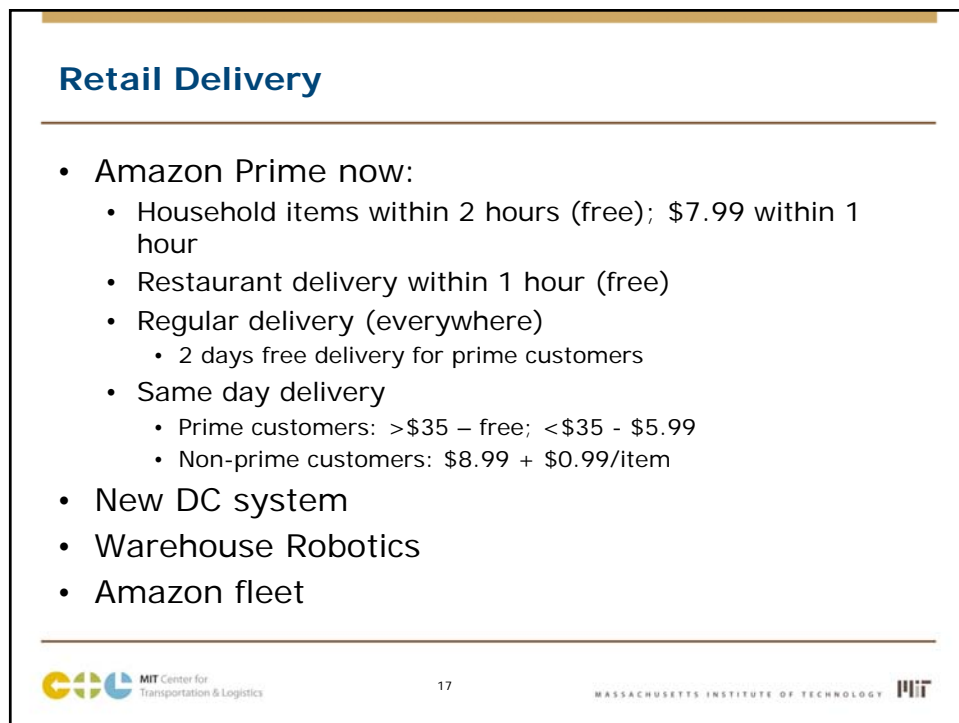 Retail Delivery
• Amazon Prime now:
• Household items within 2 hours (free); $7.99 within 1
hour
• Restaurant delivery within 1 hour (free)
• Regular delivery (everywhere)
• 2 days free delivery for prime customers
• Same day delivery
• Prime customers: >$35 – free; <$35 - $5.99
• Non-prime customers: $8.99 + $0.99/item
• New DC system
• Warehouse Robotics
• Amazon fleet
MIT Center for
Transportation & Logistics
17
MASSACHUSETTS INSTITUTE OF TECHNOLOGY